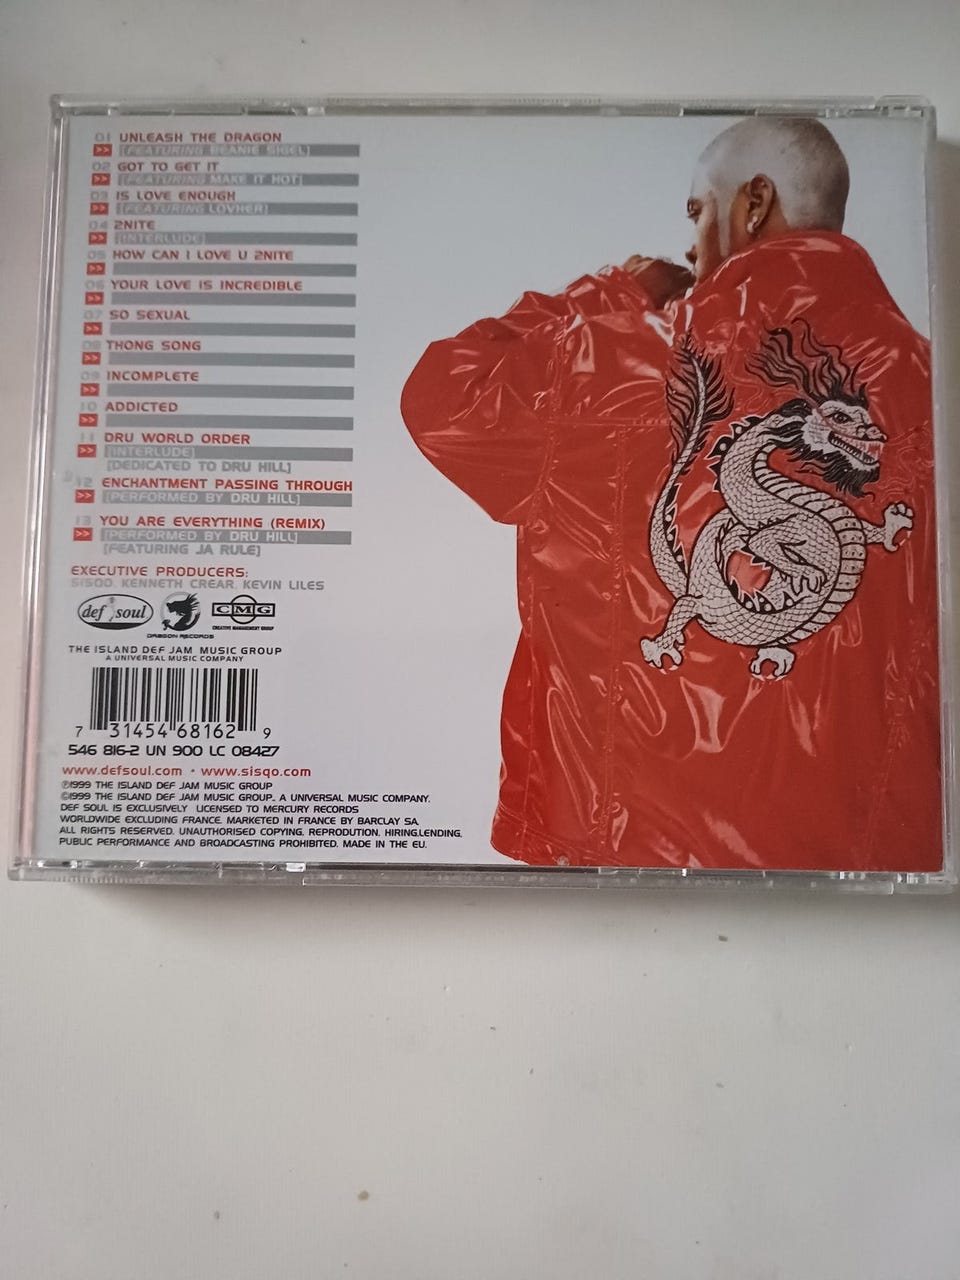 01 UNLEASH THE DRAGON
[FEATURING BEANIE SIGEL]
02 GOT TO GET IT
[FEATURING MAKE IT HOT]
03 IS LOVE ENOUGH
[FEATURING LOVHER]
04 2NITE
[INTERLUDE]
05 HOW CAN I LOVE U 2NITE
06 YOUR LOVE IS INCREDIBLE
07 SO SEXUAL
08 THONG SONG
09 INCOMPLETE
10 ADDICTED
11 DRU WORLD ORDER
[INTERLUDE]
[DEDICATED TO DRU HILL]
12 ENCHANTMENT PASSING THROUGH
[PERFORMED BY DRU HILL]
13 YOU ARE EVERYTHING (REMIX)
[PERFORMED BY DRU HILL]
[FEATURING JA RULE]
EXECUTIVE PRODUCERS:
SISQO, KENNETH CREAR, KEVIN LILES
def soul
DRAGON RECORDS
CMG
CREATIVE MANAGEMENT GROUP
THE ISLAND DEF JAM MUSIC GROUP
A UNIVERSAL MUSIC COMPANY
7 31454 68162 9
546 816-2 UN 900 LC 08427
www.defsoul.com · www.sisqo.com
℗1999 THE ISLAND DEF JAM MUSIC GROUP
©1999 THE ISLAND DEF JAM MUSIC GROUP., A UNIVERSAL MUSIC COMPANY.
DEF SOUL IS EXCLUSIVELY LICENSED TO MERCURY RECORDS
WORLDWIDE EXCLUDING FRANCE. MARKETED IN FRANCE BY BARCLAY SA.
ALL RIGHTS RESERVED. UNAUTHORISED COPYING, REPRODUTION, HIRING,LENDING,
PUBLIC PERFORMANCE AND BROADCASTING PROHIBITED. MADE IN THE EU.